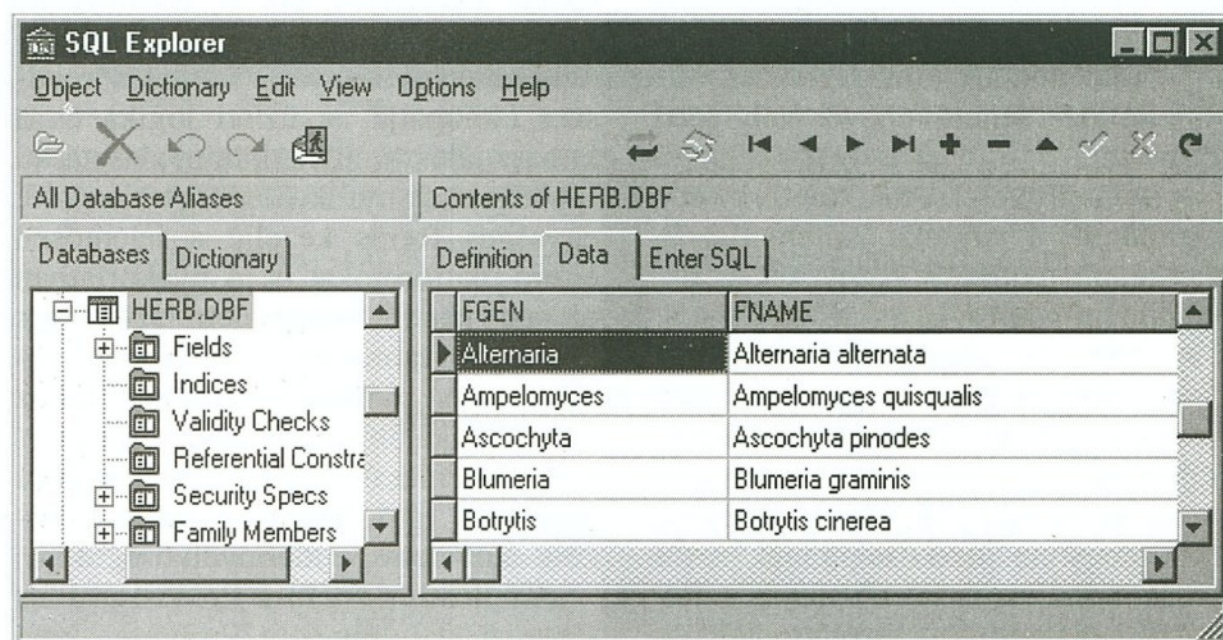 SQL Explorer
Object Dictionary Edit View Options Help
All Database Aliases
Contents of HERB.DBF
Databases Dictionary
Definition Data Enter SQL
HERB.DBF
Fields
Indices
Validity Checks
Referential Constra
Security Specs
Family Members
FGEN FNAME
Alternaria Alternaria alternata
Ampelomyces Ampelomyces quisqualis
Ascochyta Ascochyta pinodes
Blumeria Blumeria graminis
Botrytis Botrytis cinerea